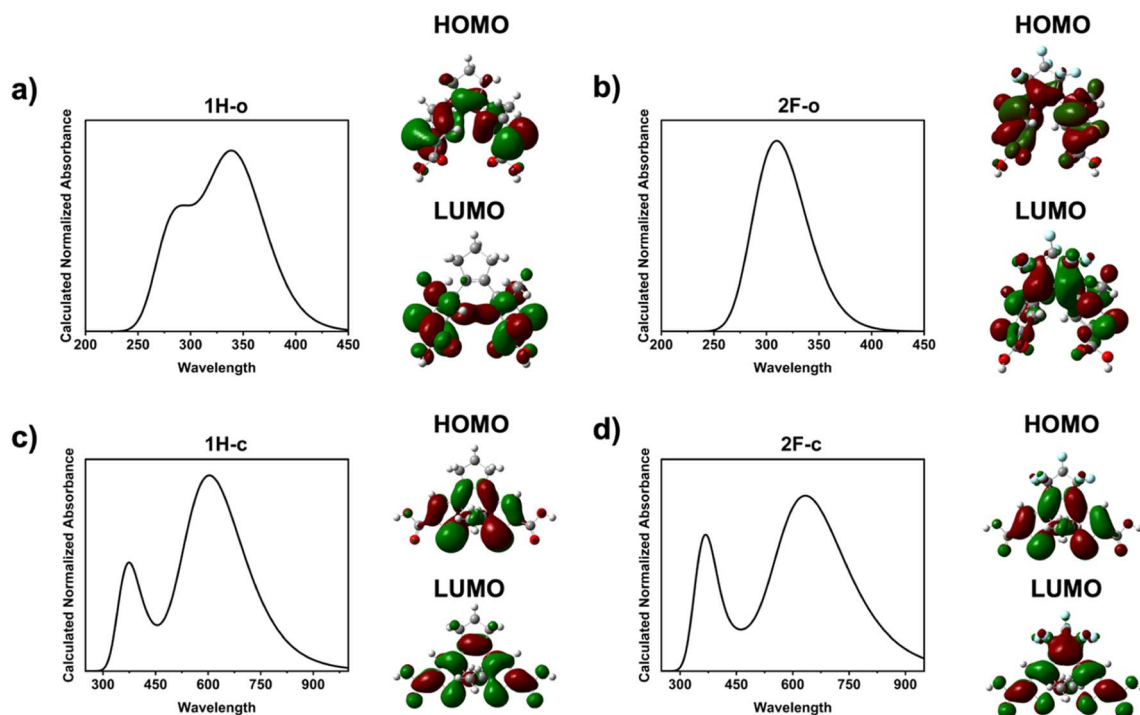 a)
1H-o
Calculated Normalized Absorbance
200 250 300 350 400 450
Wavelength
HOMO
LUMO
b)
2F-o
Calculated Normalized Absorbance
200 250 300 350 400 450
Wavelength
HOMO
LUMO
c)
1H-c
Calculated Normalized Absorbance
300 450 600 750 900
Wavelength
HOMO
LUMO
d)
2F-c
Calculated Normalized Absorbance
300 450 600 750 900
Wavelength
HOMO
LUMO